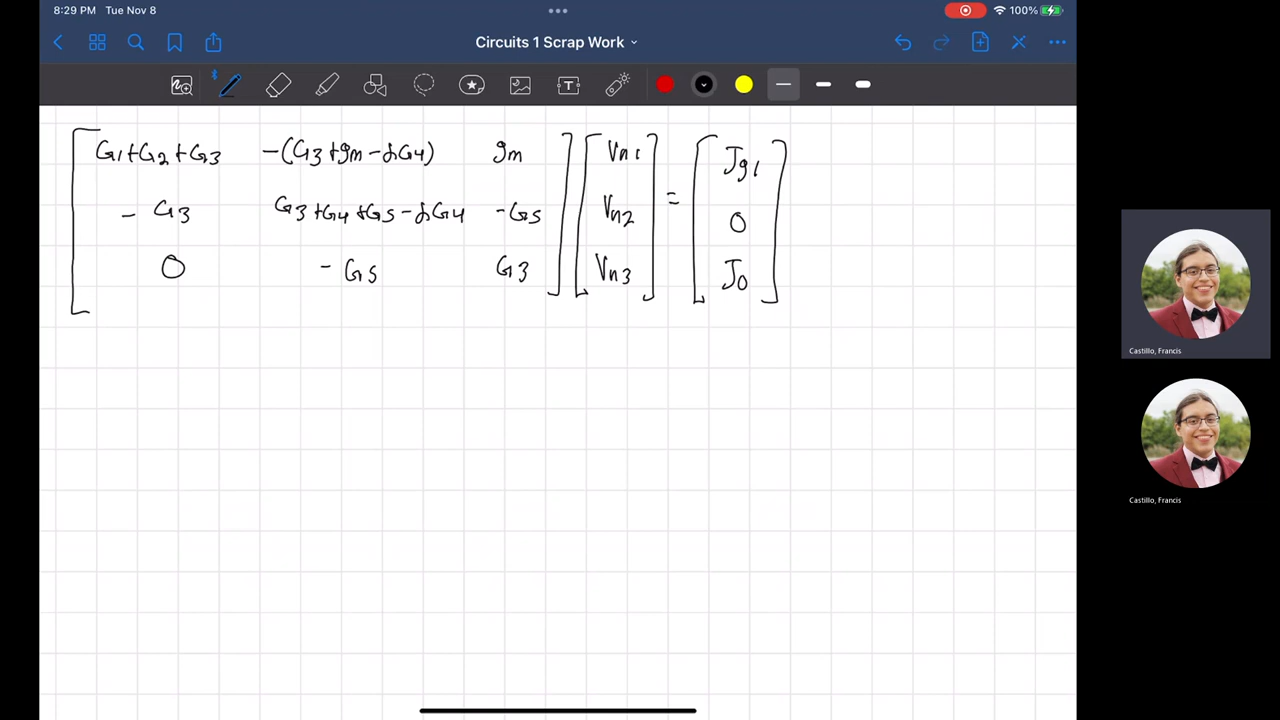 8:29 PM Tue Nov 8
100%
Circuits 1 Scrap Work
G1+G2+G3 -(G3+gm-αG4) gm Vn1 = Jg1
-G3 G3+G4+G5-αG4 -G5 Vn2 0
0 -G5 G3 Vn3 J0
Castillo, Francis
Castillo, Francis